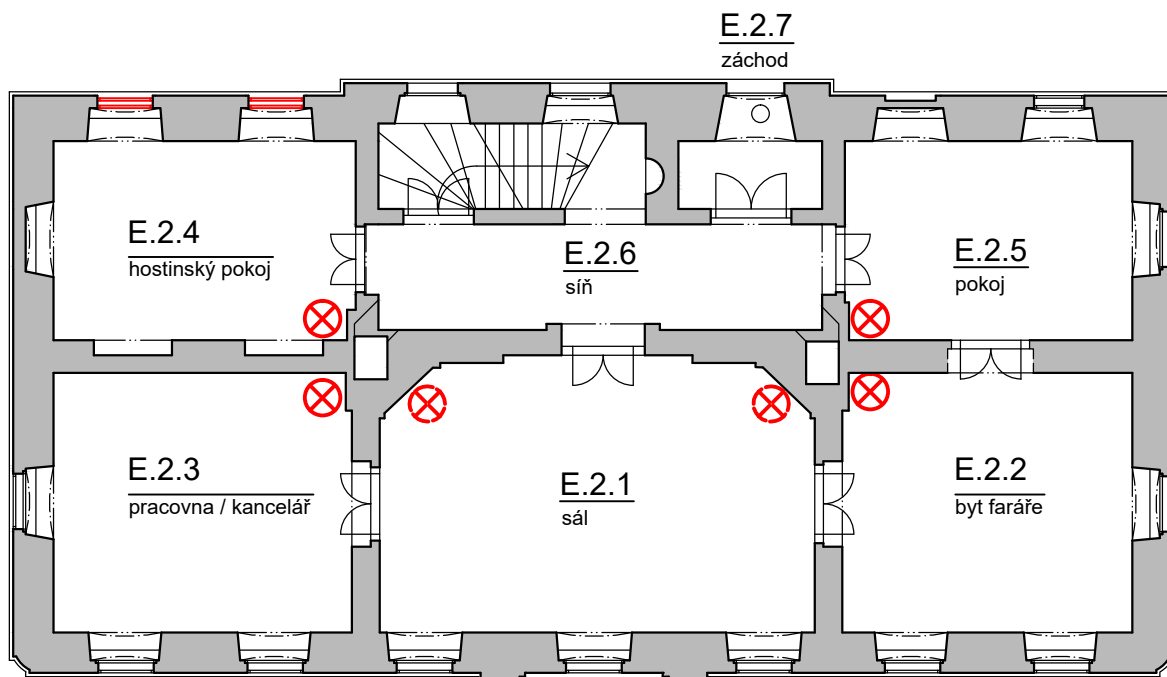 E.2.7
záchod
E.2.4
hostinský pokoj
E.2.6
síň
E.2.5
pokoj
E.2.3
pracovna / kancelář
E.2.1
sál
E.2.2
byt faráře